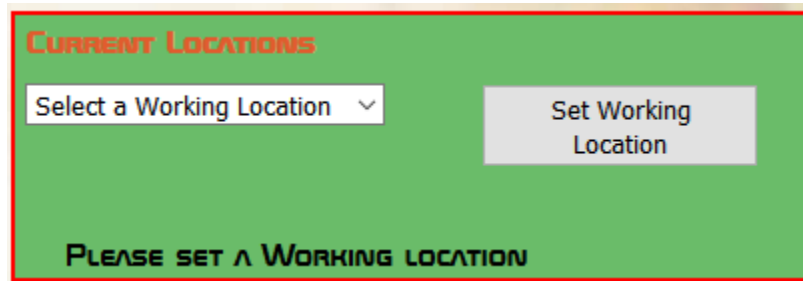 Current Locations
Select a Working Location
Set Working
Location
Please set a Working location